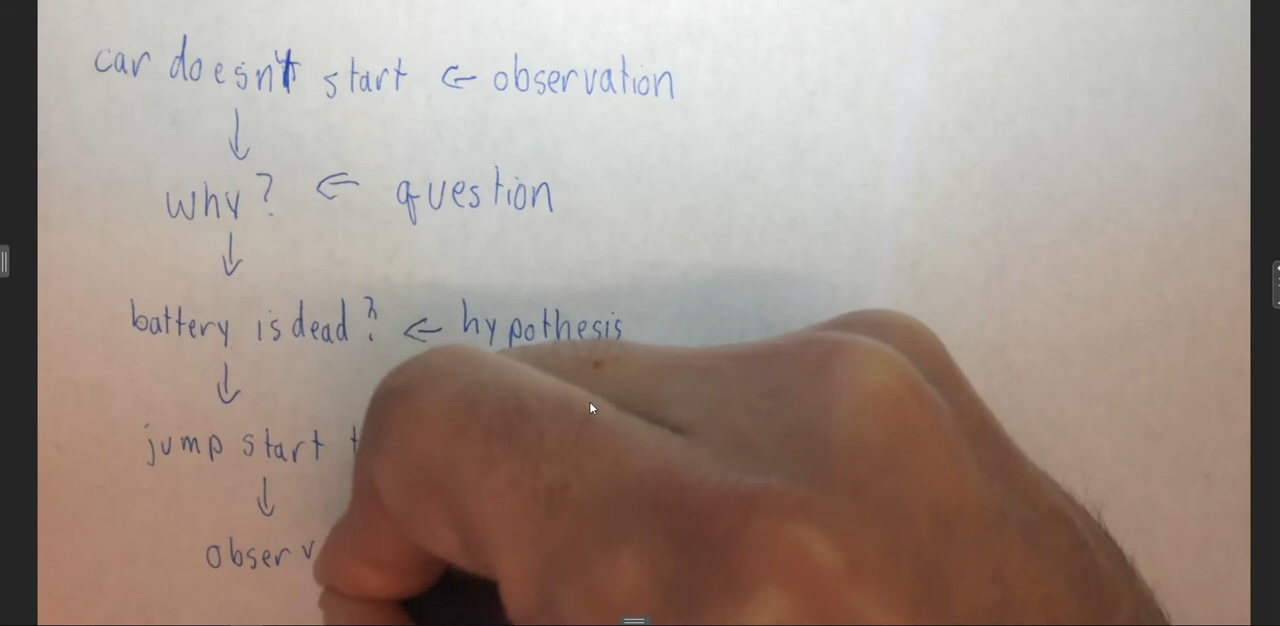 car doesn't start ← observation
↓
why? ← question
↓
battery is dead? ← hypothesis
↓
jump start
↓